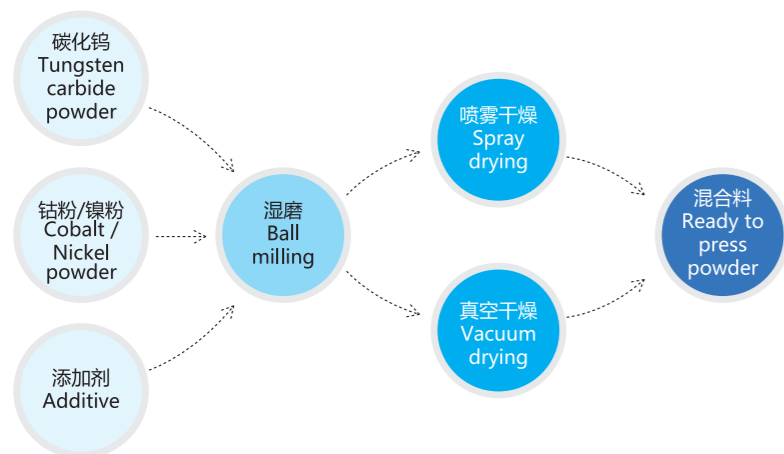 碳化钨
Tungsten
carbide
powder
钴粉/镍粉
Cobalt /
Nickel
powder
添加剂
Additive
湿磨
Ball
milling
喷雾干燥
Spray
drying
真空干燥
Vacuum
drying
混合料
Ready to
press
powder